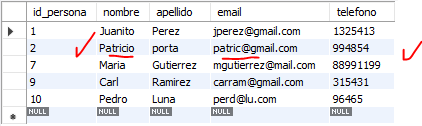 id_persona nombre apellido email telefono
1 Juanito Perez jperez@gmail.com 1325413
2 Patricio porta patric@gmail.com 994854
7 Maria Gutierrez mgutierrez@mail.com 88991199
9 Carl Ramirez carram@gmail.com 315431
10 Pedro Luna perd@lu.com 96465
NULL NULL NULL NULL NULL